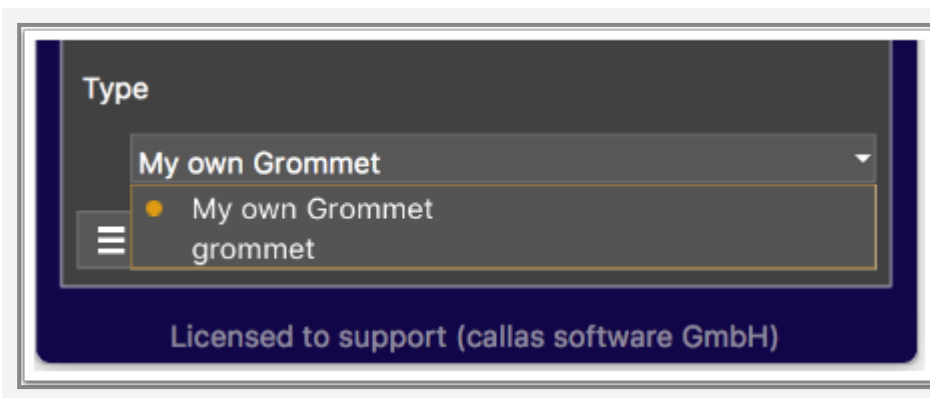 Type
My own Grommet
My own Grommet
grommet
Licensed to support (callas software GmbH)